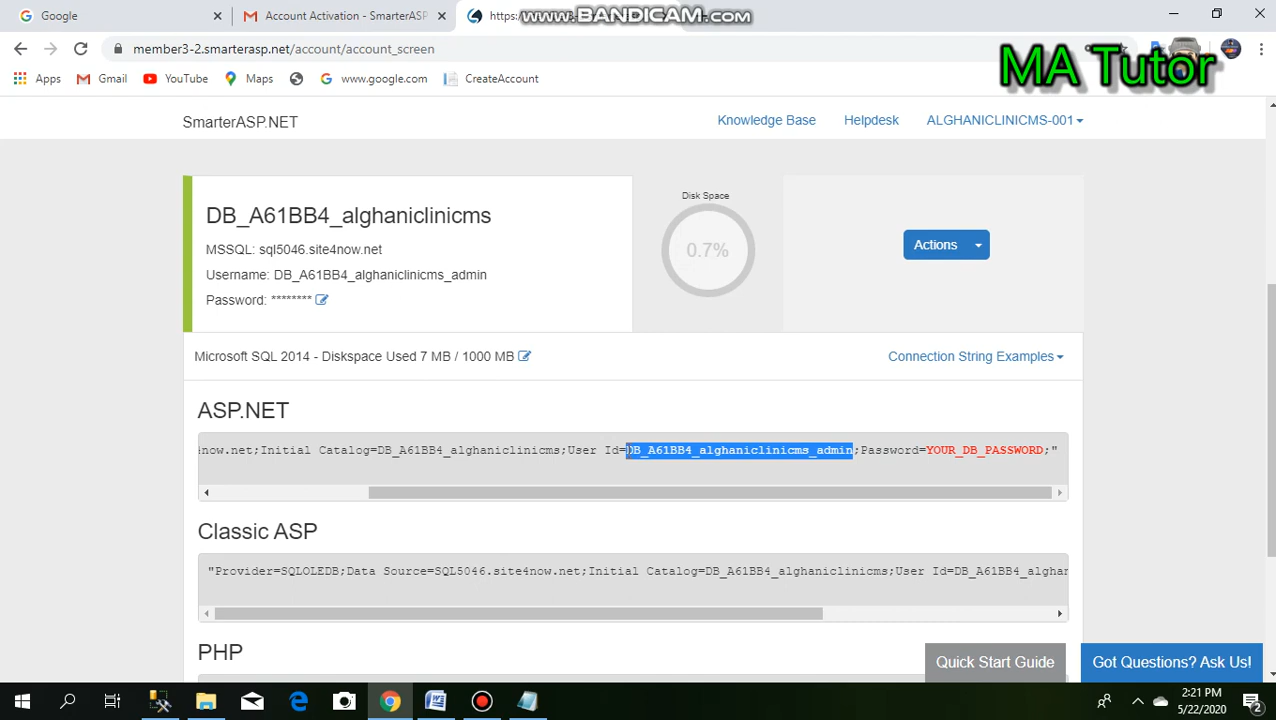 Google
Account Activation - SmarterASP
https:
www.BANDICAM.com
member3-2.smarterasp.net/account/account_screen
MA Tutor
Apps
Gmail
YouTube
Maps
www.google.com
CreateAccount
SmarterASP.NET
Knowledge Base
Helpdesk
ALGHANICLINICMS-001
DB_A61BB4_alghaniclinicms
MSSQL: sql5046.site4now.net
Username: DB_A61BB4_alghaniclinicms_admin
Password: ********
Disk Space
0.7%
Actions
Microsoft SQL 2014 - Diskspace Used 7 MB / 1000 MB
Connection String Examples
ASP.NET
now.net;Initial Catalog=DB_A61BB4_alghaniclinicms;User Id=DB_A61BB4_alghaniclinicms_admin;Password=YOUR_DB_PASSWORD;"
Classic ASP
"Provider=SQLOLEDB;Data Source=SQL5046.site4now.net;Initial Catalog=DB_A61BB4_alghaniclinicms;User Id=DB_A61BB4_alghan
PHP
Quick Start Guide
Got Questions? Ask Us!
2:21 PM
5/22/2020
2